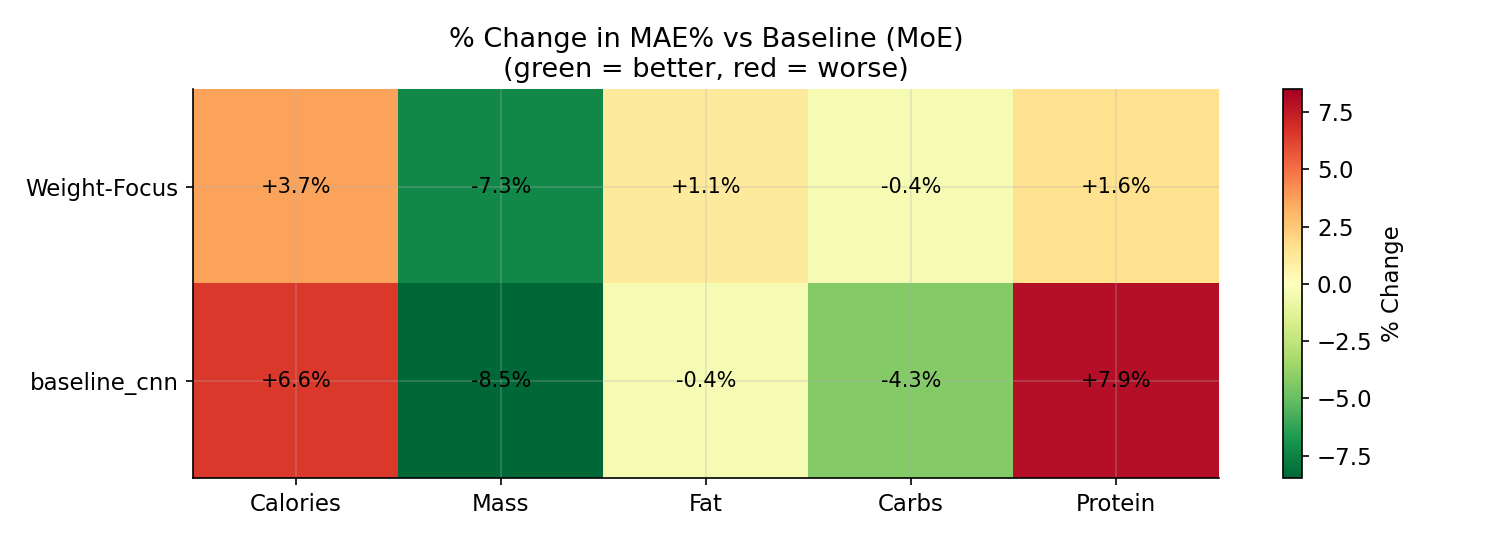 % Change in MAE% vs Baseline (MoE)
(green = better, red = worse)
Weight-Focus
+3.7%
-7.3%
+1.1%
-0.4%
+1.6%
baseline_cnn
+6.6%
-8.5%
-0.4%
-4.3%
+7.9%
Calories
Mass
Fat
Carbs
Protein
7.5
5.0
2.5
0.0
−2.5
−5.0
−7.5
% Change